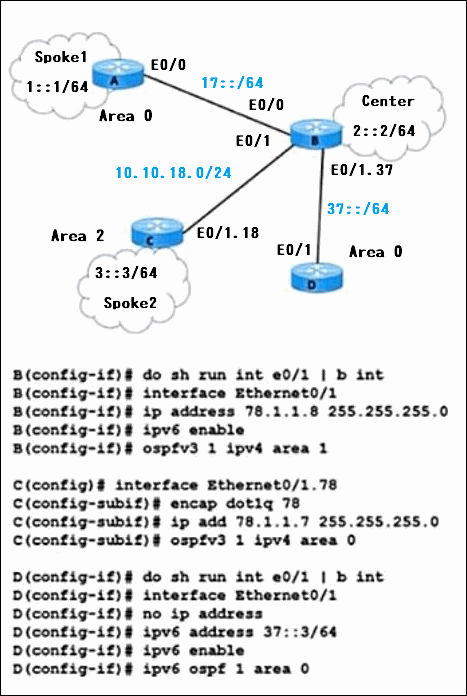 Spoke1
1::1/64
A
E0/0
17::/64
Area 0
E0/0
Center
2::2/64
B
E0/1
E0/1.37
10.10.18.0/24
37::/64
Area 2
C
E0/1.18
E0/1
Area 0
D
3::3/64
Spoke2
B(config-if)# do sh run int e0/1 | b int
B(config-if)# interface Ethernet0/1
B(config-if)# ip address 78.1.1.8 255.255.255.0
B(config-if)# ipv6 enable
B(config-if)# ospfv3 1 ipv4 area 1
C(config)# interface Ethernet0/1.78
C(config-subif)# encap dot1q 78
C(config-subif)# ip add 78.1.1.7 255.255.255.0
C(config-subif)# ospfv3 1 ipv4 area 0
D(config-if)# do sh run int e0/1 | b int
D(config-if)# interface Ethernet0/1
D(config-if)# no ip address
D(config-if)# ipv6 address 37::3/64
D(config-if)# ipv6 enable
D(config-if)# ipv6 ospf 1 area 0